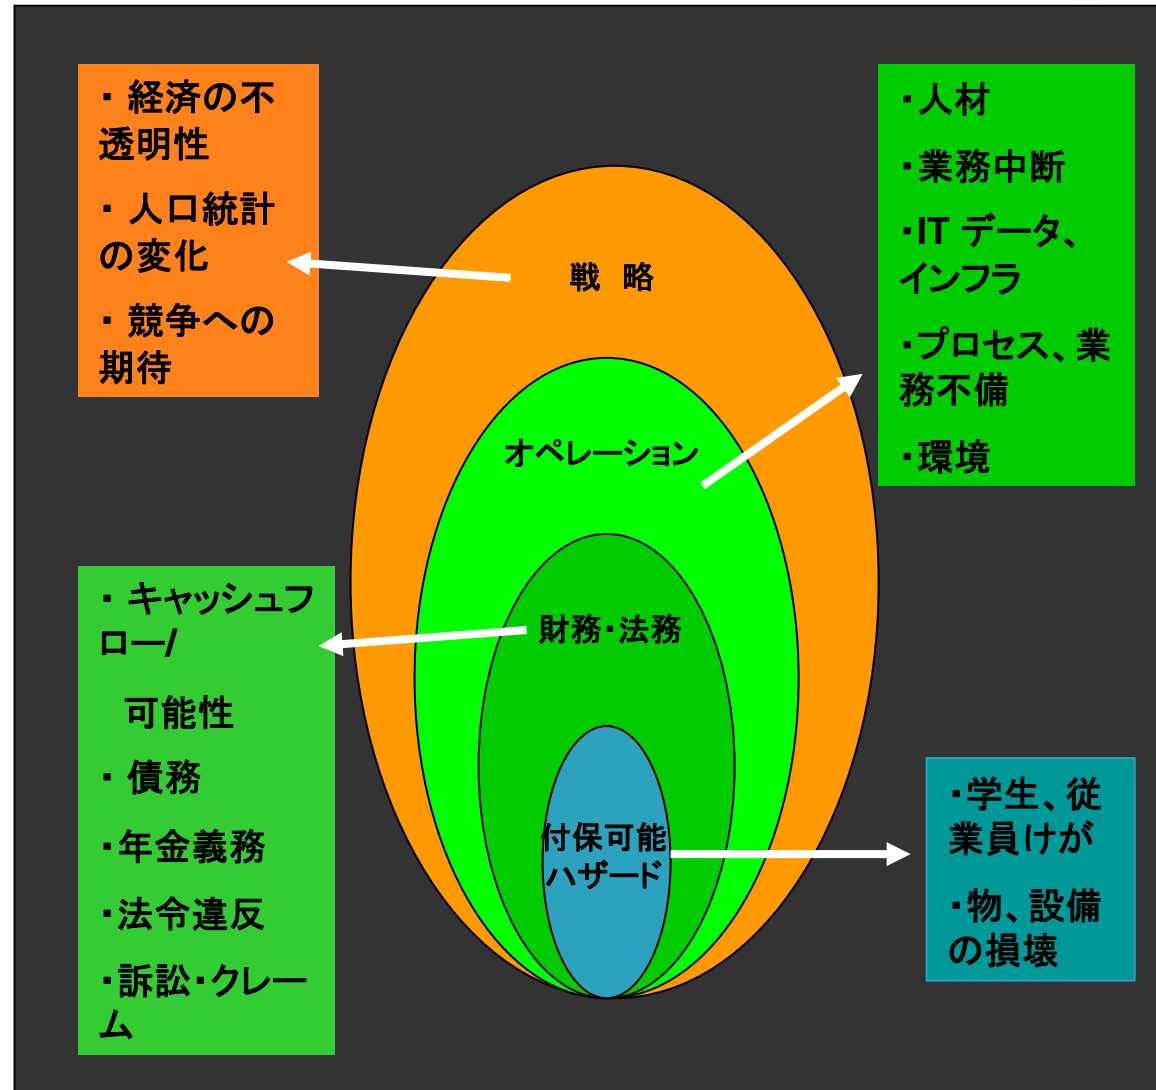 ・ 経済の不
透明性
・ 人口統計
の変化
・ 競争への
期待
・人材
・業務中断
・IT データ、
インフラ
・プロセス、業
務不備
・環境
戦 略
オペレーション
財務・法務
付保可能
ハザード
・ キャッシュフ
ロー/
可能性
・ 債務
・年金義務
・法令違反
・訴訟・クレー
ム
・学生、従
業員けが
・物、設備
の損壊